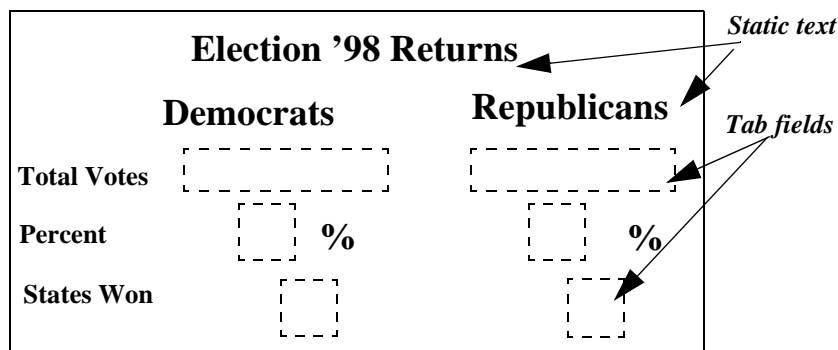 Election ’98 Returns
Static text
Democrats
Republicans
Tab fields
Total Votes
Percent
%
%
States Won